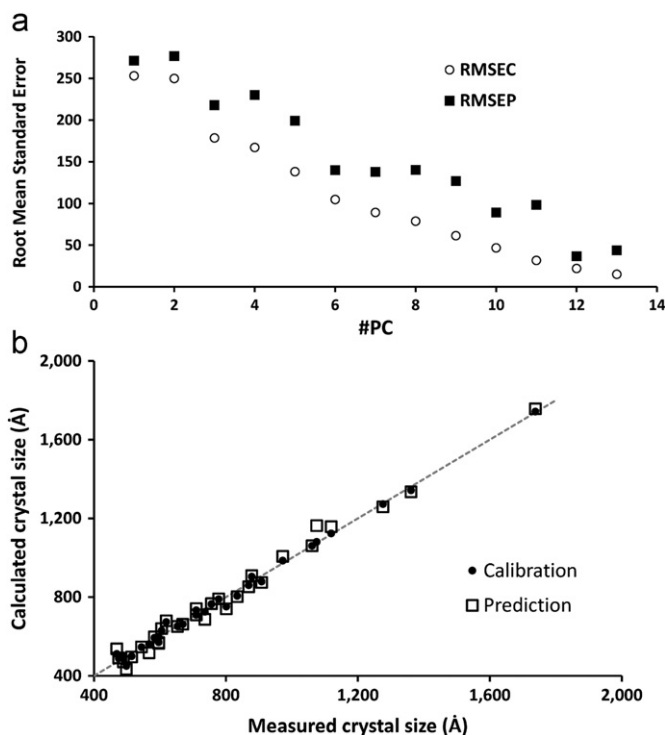 a
300
250
200
150
100
50
0
Root Mean Standard Error
RMSEC
RMSEP
0 2 4 6 8 10 12 14
#PC
b
2,000
1,600
1,200
800
400
Calculated crystal size (Å)
Calibration
Prediction
400 800 1,200 1,600 2,000
Measured crystal size (Å)